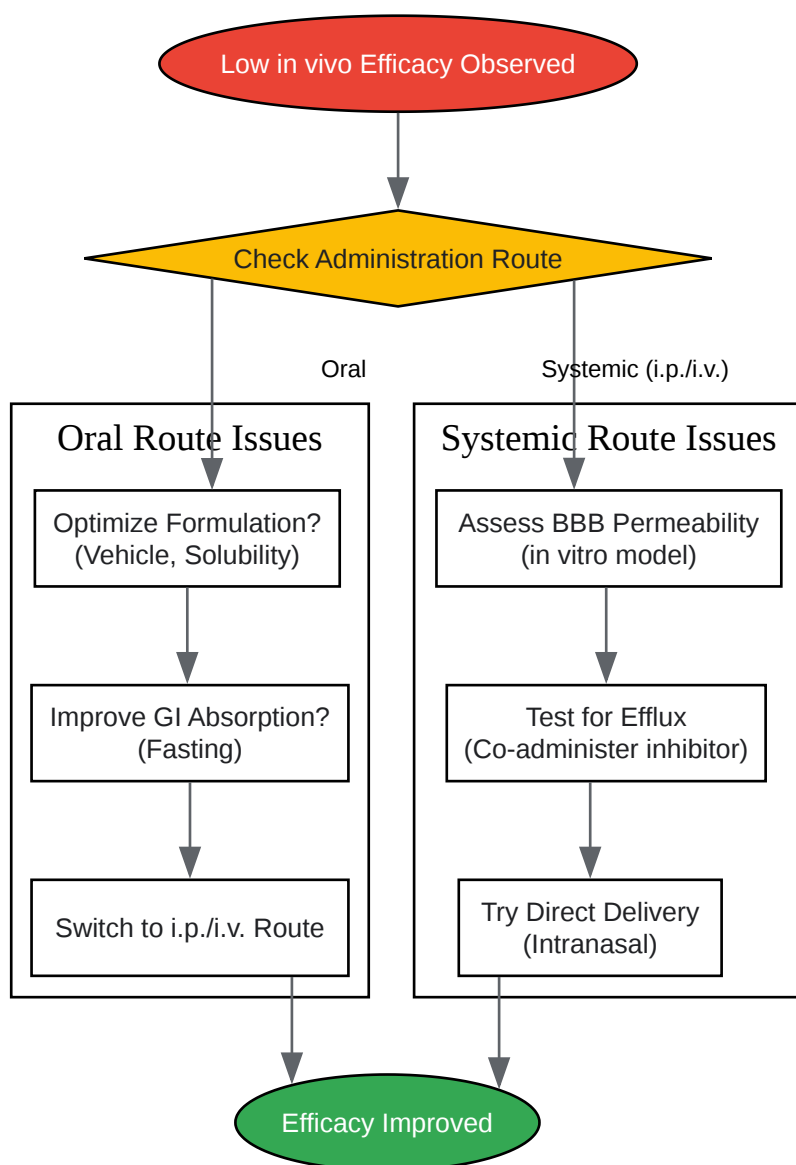 Low in vivo Efficacy Observed
Check Administration Route
Oral
Systemic (i.p./i.v.)
Oral Route Issues
Optimize Formulation?
(Vehicle, Solubility)
Improve GI Absorption?
(Fasting)
Switch to i.p./i.v. Route
Systemic Route Issues
Assess BBB Permeability
(in vitro model)
Test for Efflux
(Co-administer inhibitor)
Try Direct Delivery
(Intranasal)
Efficacy Improved